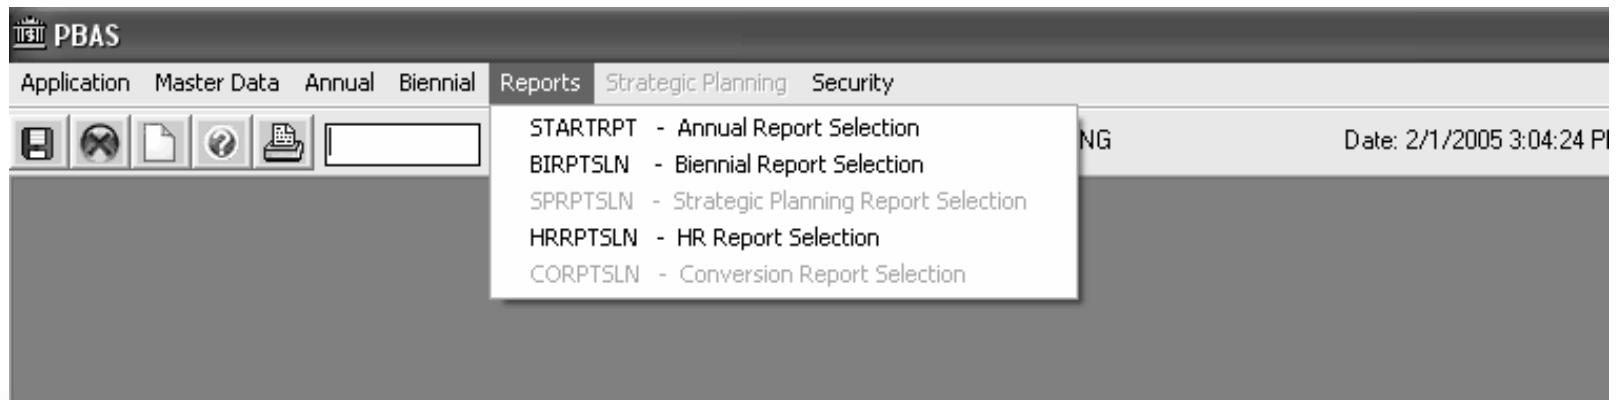 PBAS
Application Master Data Annual Biennial Reports Strategic Planning Security
STARTRPT - Annual Report Selection
BIRPTSLN - Biennial Report Selection
SPRPTSLN - Strategic Planning Report Selection
HRRPTSLN - HR Report Selection
CORPTSLN - Conversion Report Selection
NG
Date: 2/1/2005 3:04:24 P